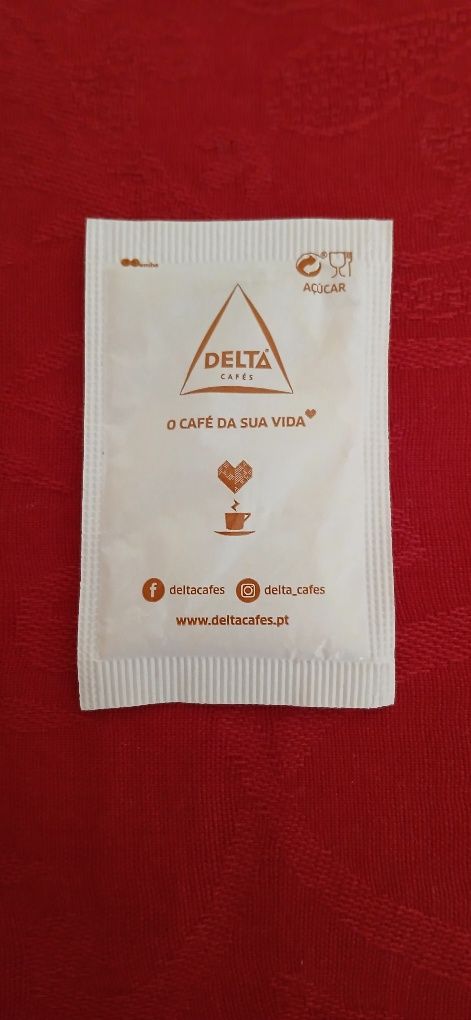 AÇÚCAR
DELTA
CAFÉS
O CAFÉ DA SUA VIDA
deltacafes delta_cafes
www.deltacafes.pt